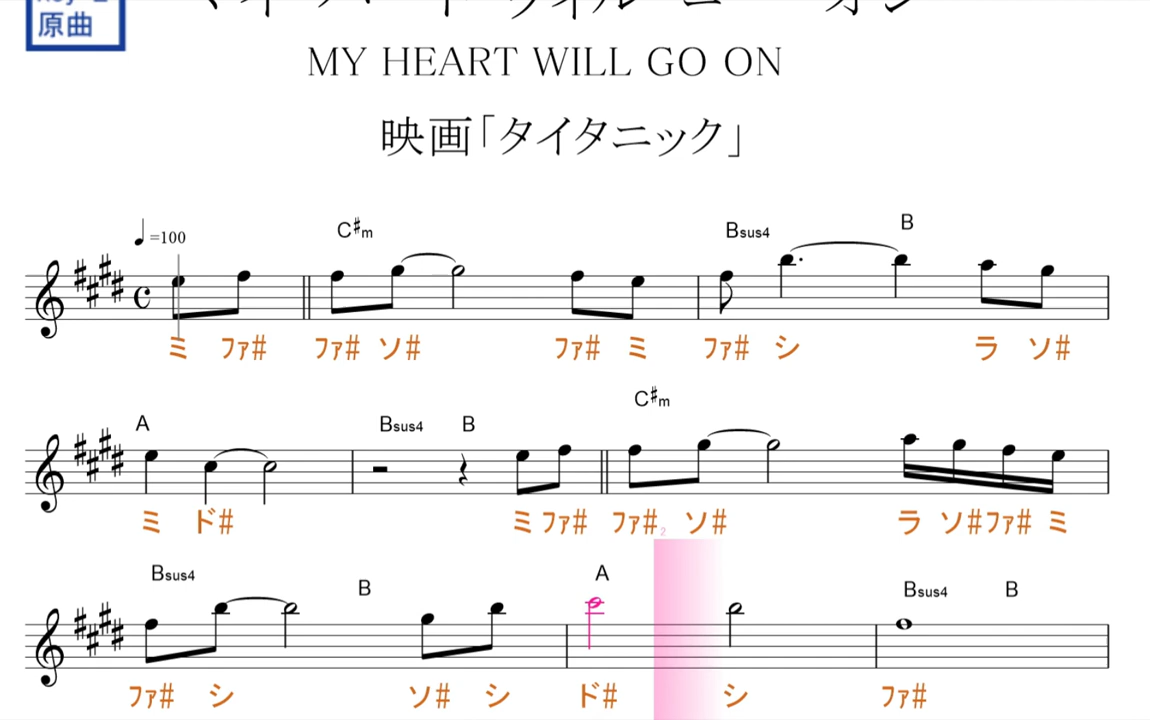 原曲
MY HEART WILL GO ON
映画「タイタニック」
=100
C#m Bsus4 B
ミ ファ# ファ# ソ# ファ# ミ ファ# シ ラ ソ#
A Bsus4 B C#m
ミ ド# ミ ファ# ファ# ソ# ラ ソ# ファ# ミ
2
Bsus4 B A Bsus4 B
ファ# シ ソ# シ ド# シ ファ#